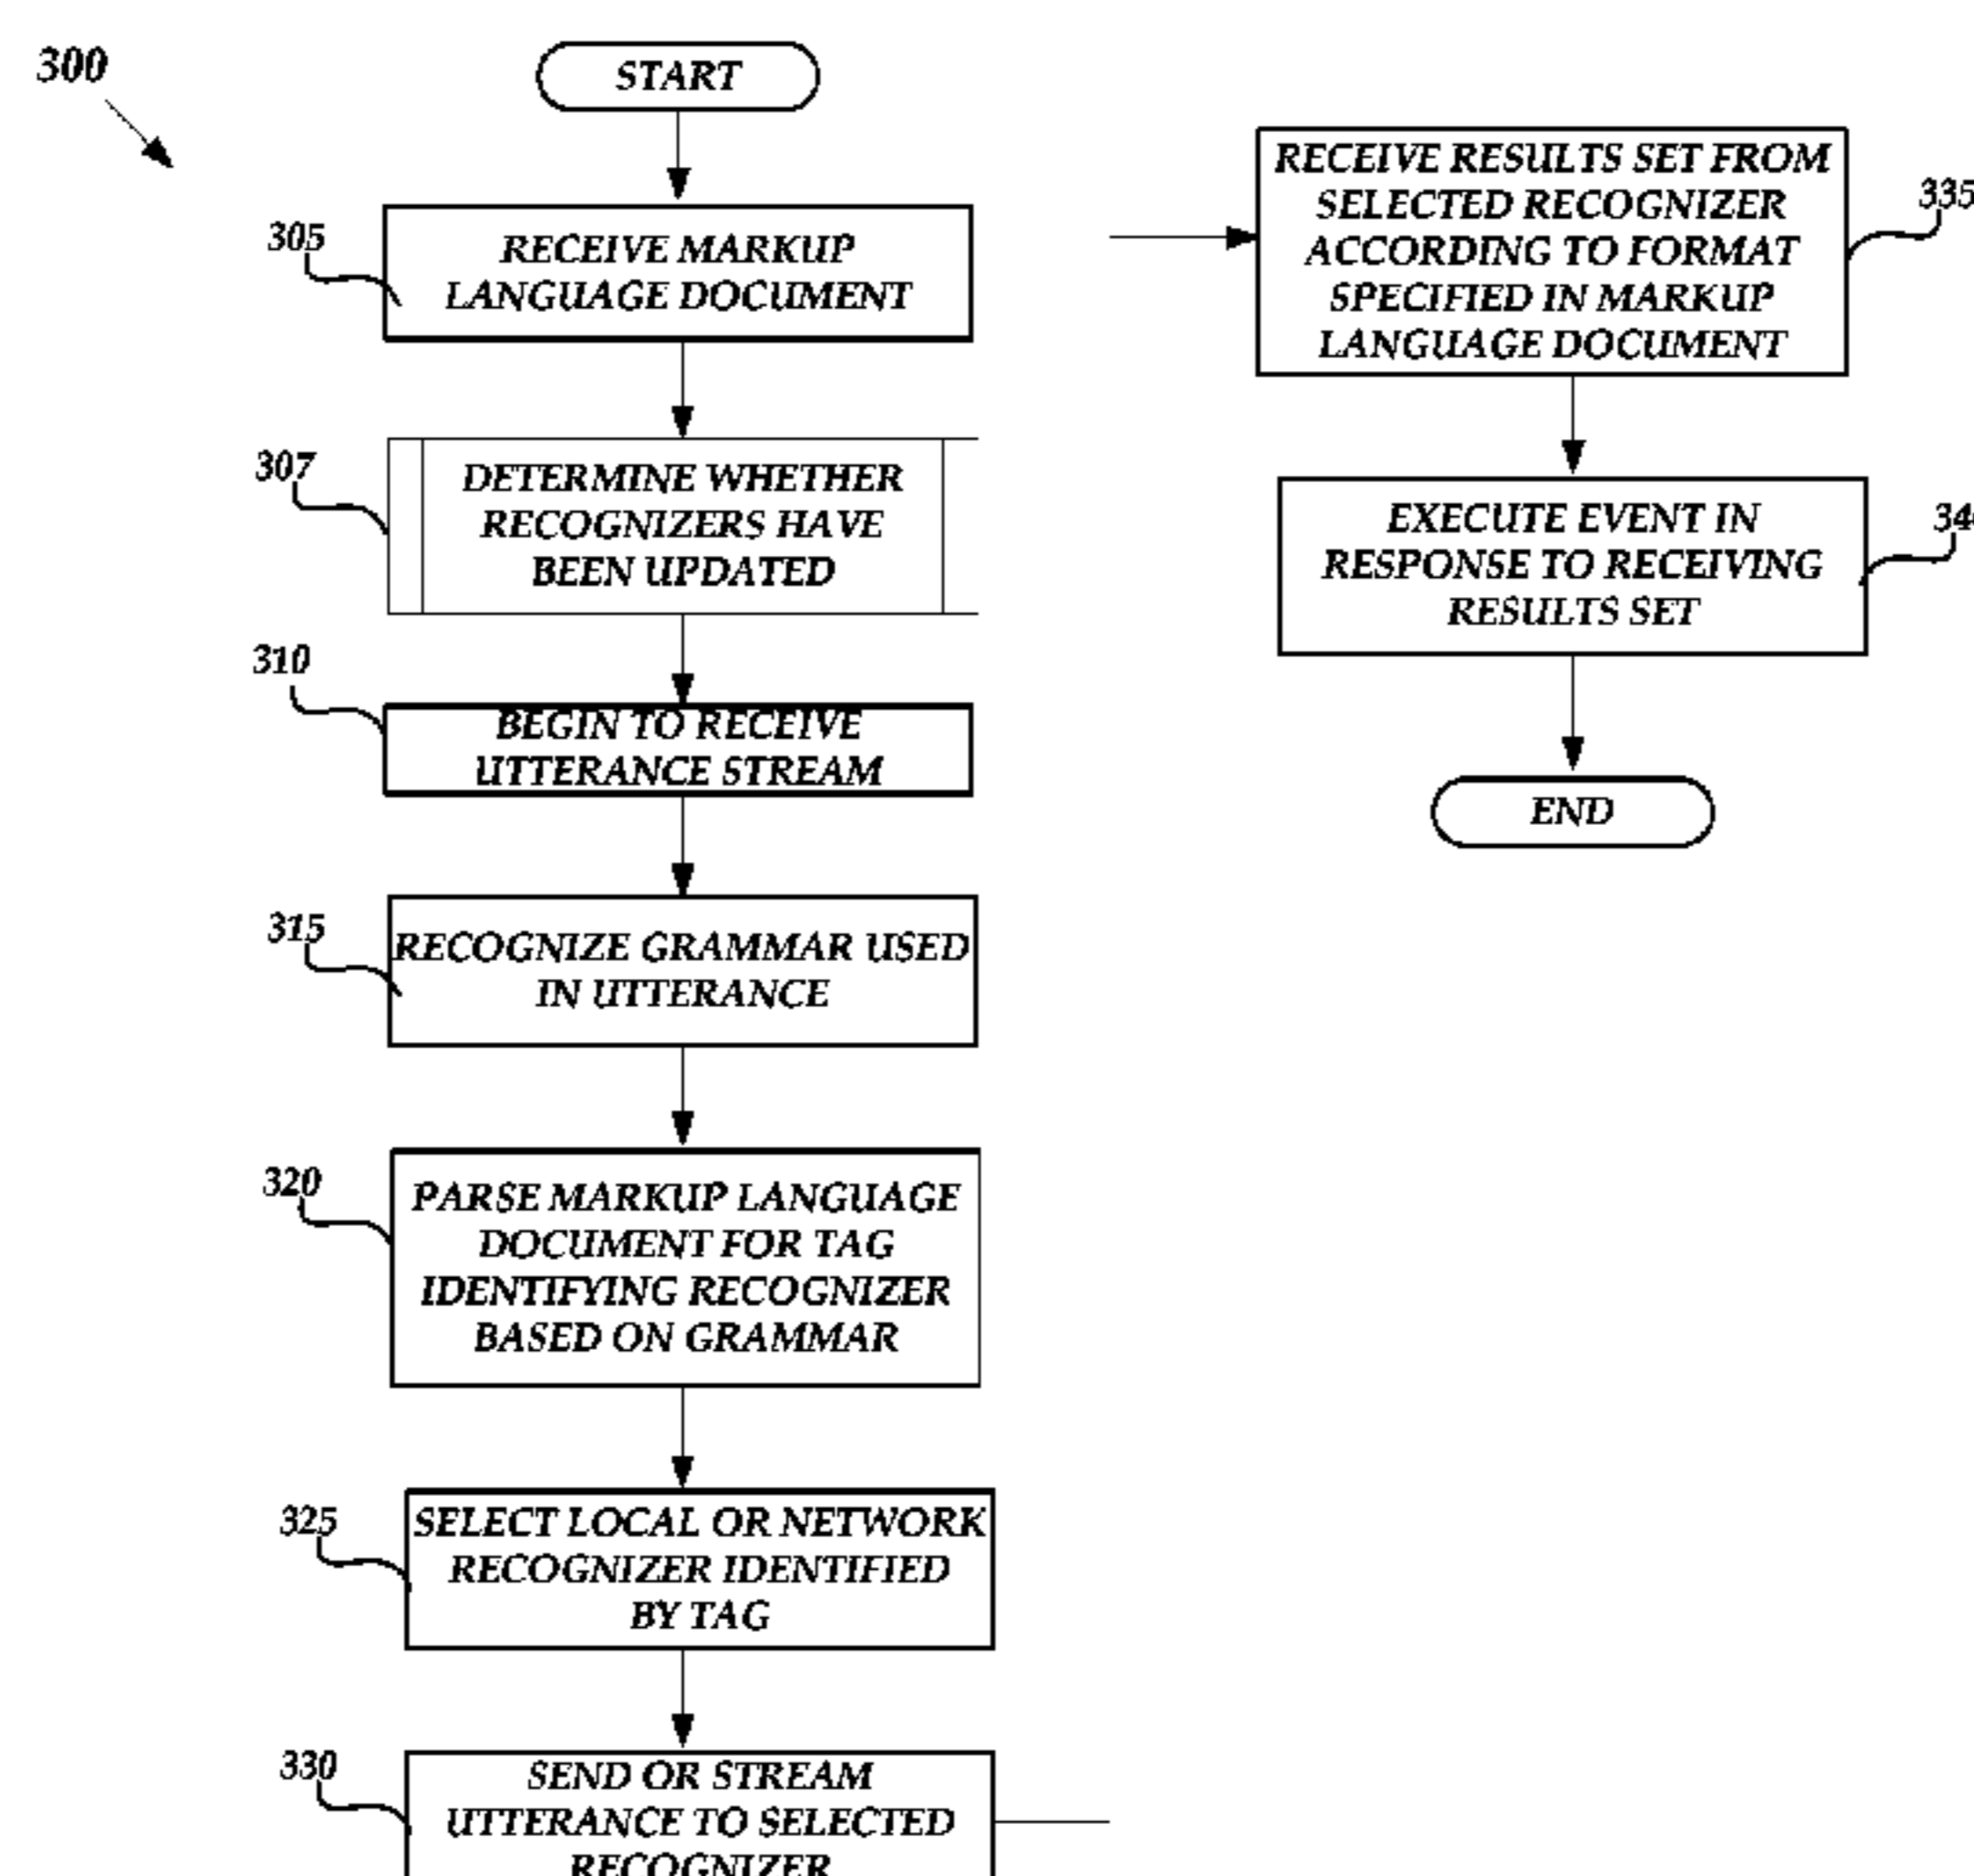 300
START
305
RECEIVE MARKUP
LANGUAGE DOCUMENT
307
DETERMINE WHETHER
RECOGNIZERS HAVE
BEEN UPDATED
310
BEGIN TO RECEIVE
UTTERANCE STREAM
315
RECOGNIZE GRAMMAR USED
IN UTTERANCE
320
PARSE MARKUP LANGUAGE
DOCUMENT FOR TAG
IDENTIFYING RECOGNIZER
BASED ON GRAMMAR
325
SELECT LOCAL OR NETWORK
RECOGNIZER IDENTIFIED
BY TAG
330
SEND OR STREAM
UTTERANCE TO SELECTED
RECOGNIZER
RECEIVE RESULTS SET FROM
SELECTED RECOGNIZER
ACCORDING TO FORMAT
SPECIFIED IN MARKUP
LANGUAGE DOCUMENT
335
EXECUTE EVENT IN
RESPONSE TO RECEIVING
RESULTS SET
END